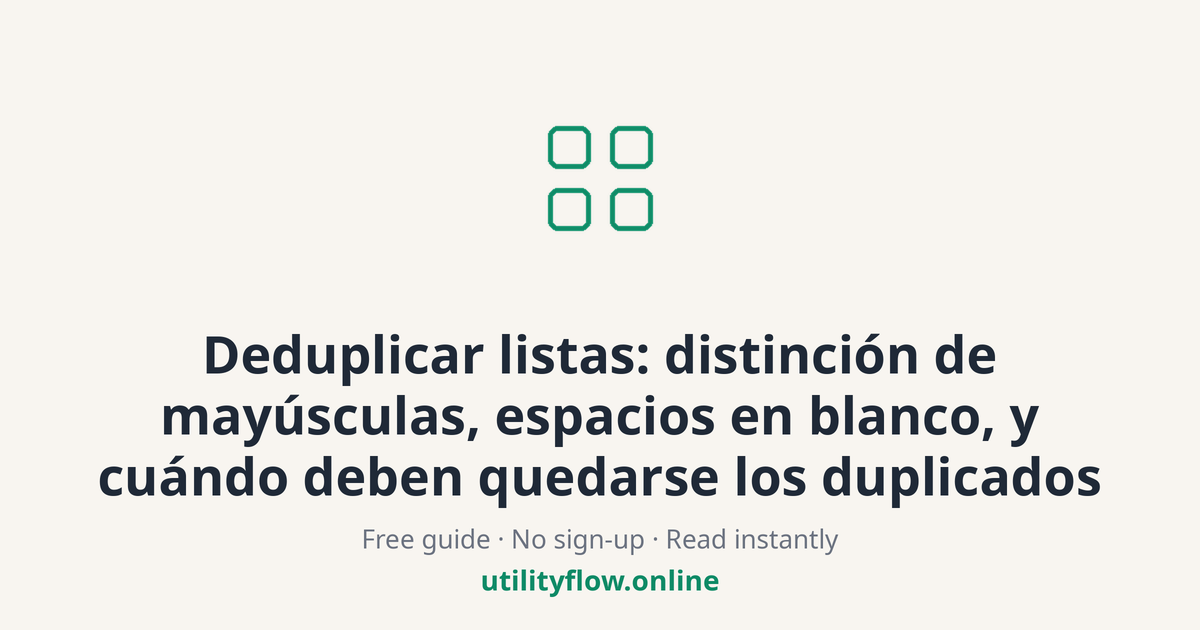 Deduplicar listas: distinción de
mayúsculas, espacios en blanco, y
cuándo deben quedarse los duplicados
Free guide · No sign-up · Read instantly
utilityflow.online